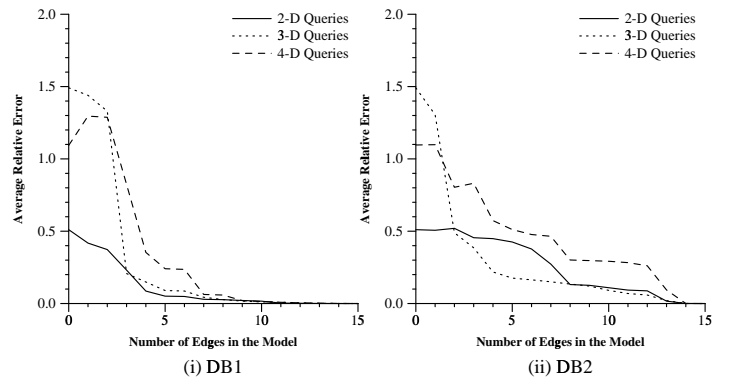 2.0
1.5
1.0
0.5
0.0
0
5
10
15
Average Relative Error
Number of Edges in the Model
2-D Queries
3-D Queries
4-D Queries
(i) DB1
2.0
1.5
1.0
0.5
0.0
0
5
10
15
Average Relative Error
Number of Edges in the Model
2-D Queries
3-D Queries
4-D Queries
(ii) DB2